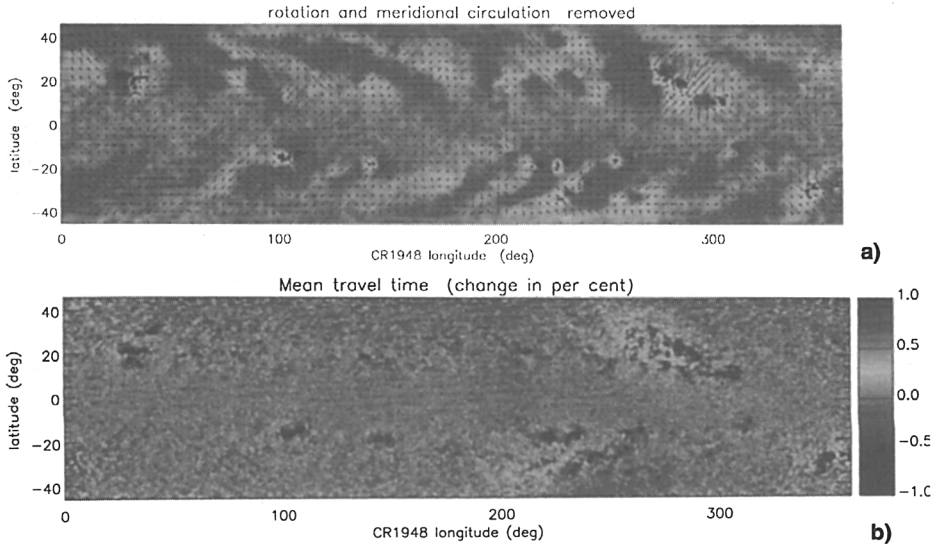 rotation and meridional circulation removed
40
20
0
−20
−40
latitude (deg)
0
100
200
300
CR1948 longitude (deg)
a)
Mean travel time (change in per cent)
40
20
0
−20
−40
latitude (deg)
0
100
200
300
CR1948 longitude (deg)
1.0
0.5
0.0
−0.5
−1.0
b)